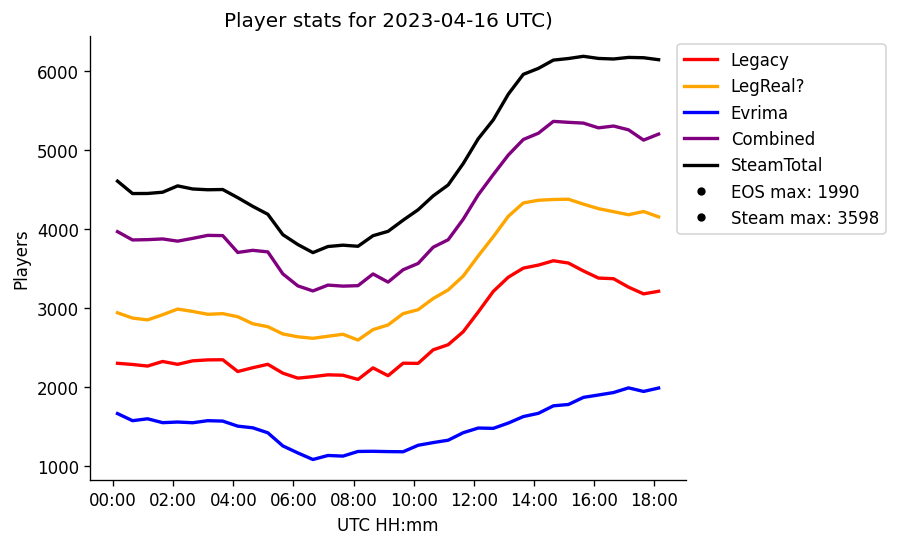 Player stats for 2023-04-16 UTC)
Players
6000
5000
4000
3000
2000
1000
00:00 02:00 04:00 06:00 08:00 10:00 12:00 14:00 16:00 18:00
UTC HH:mm
Legacy
LegReal?
Evrima
Combined
SteamTotal
EOS max: 1990
Steam max: 3598